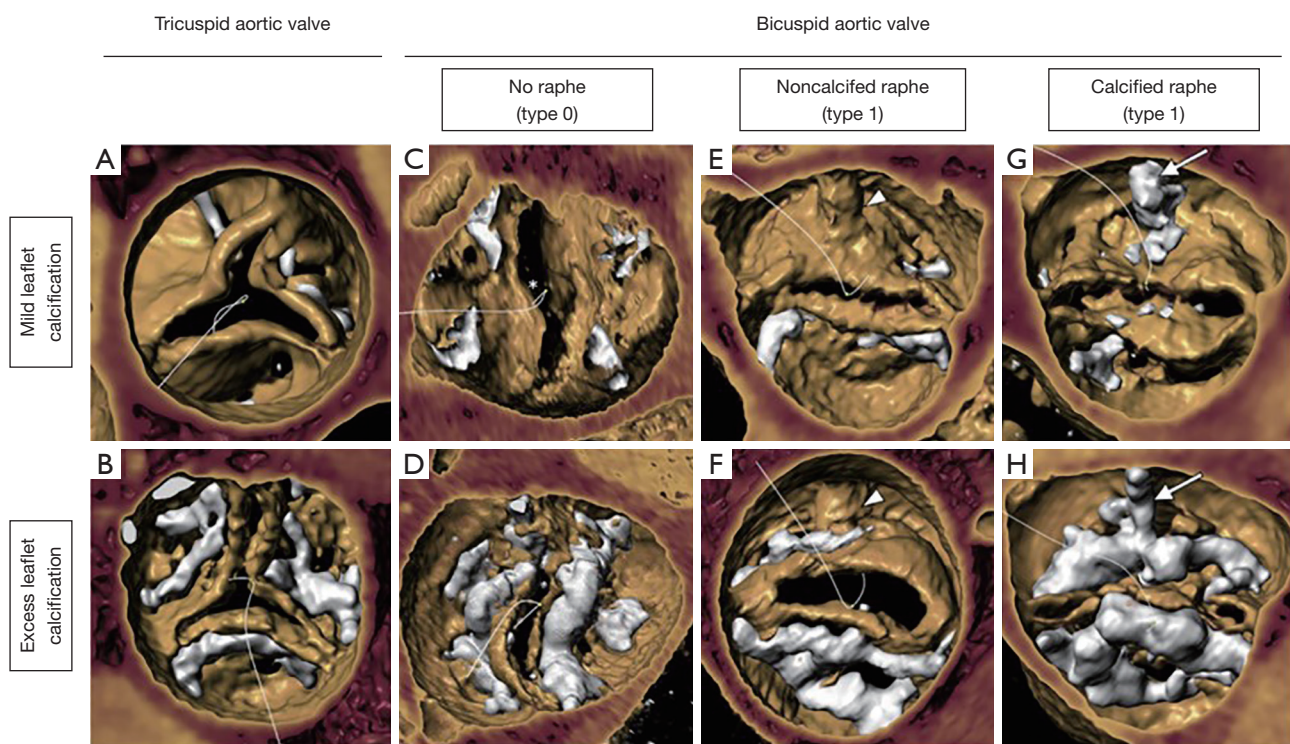 Tricuspid aortic valve
Bicuspid aortic valve
No raphe
(type 0)
Noncalcifed raphe
(type 1)
Calcified raphe
(type 1)
Mild leaflet
calcification
A
C
E
G
*
Excess leaflet
calcification
B
D
F
H